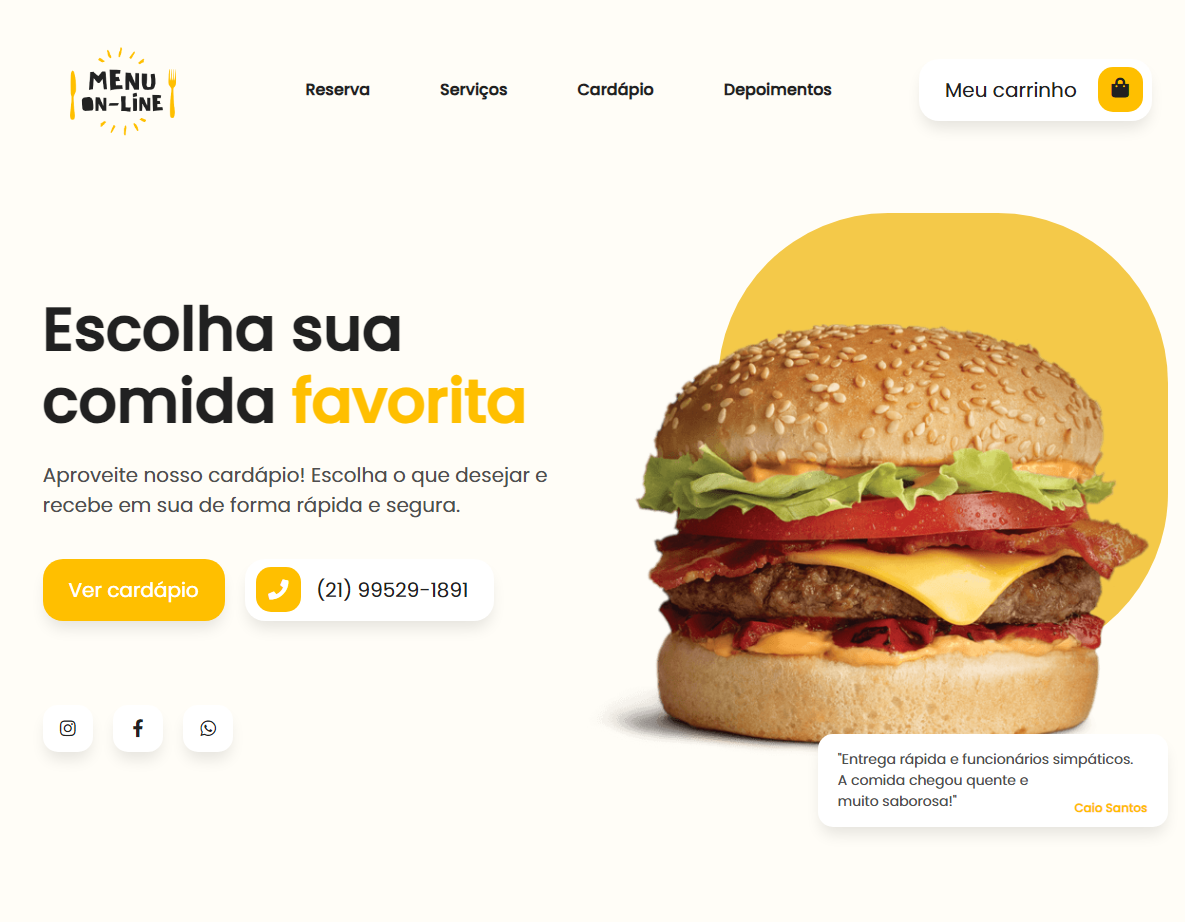 MENU
ON-LiNE
Reserva
Serviços
Cardápio
Depoimentos
Meu carrinho
Escolha sua
comida favorita
Aproveite nosso cardápio! Escolha o que desejar e
recebe em sua de forma rápida e segura.
Ver cardápio
(21) 99529-1891
"Entrega rápida e funcionários simpáticos.
A comida chegou quente e
muito saborosa!"
Caio Santos